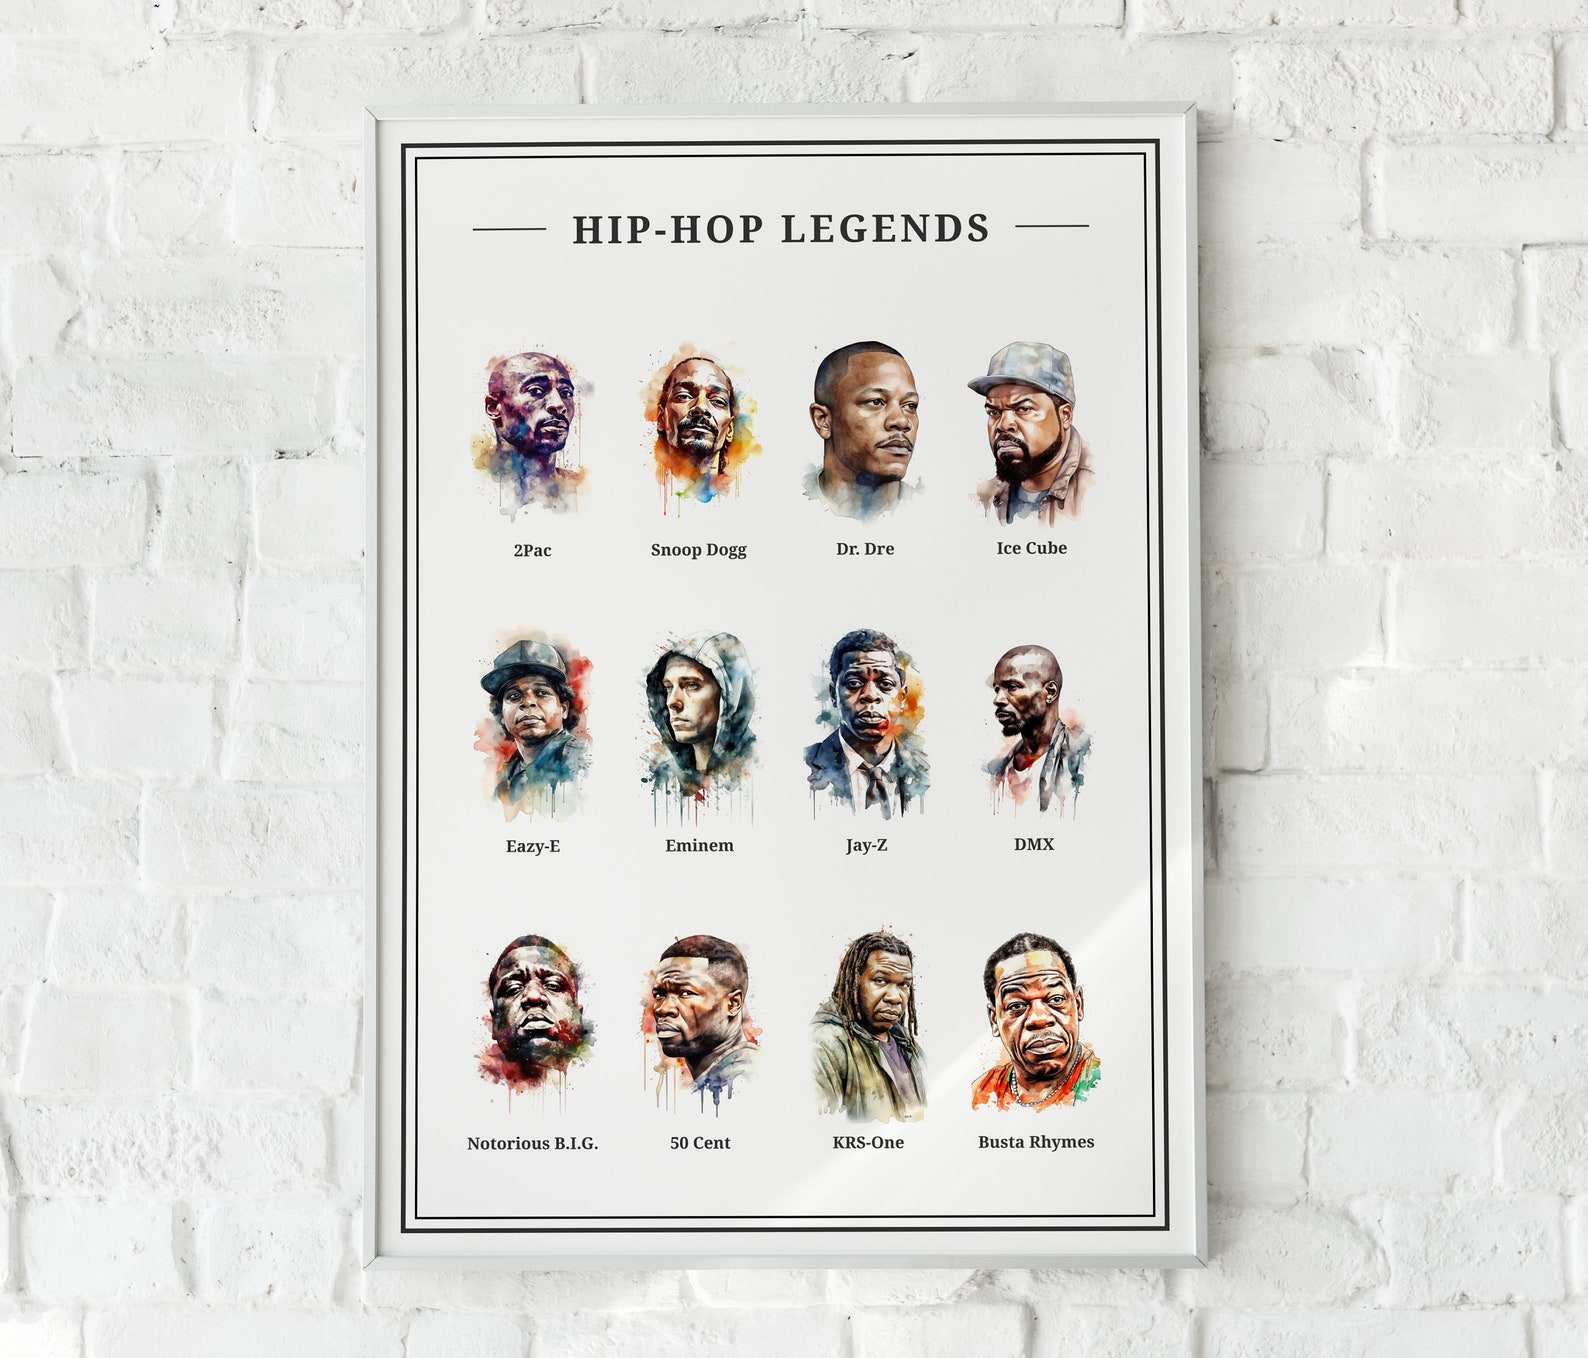 HIP-HOP LEGENDS
2Pac
Snoop Dogg
Dr. Dre
Ice Cube
Eazy-E
Eminem
Jay-Z
DMX
Notorious B.I.G.
50 Cent
KRS-One
Busta Rhymes